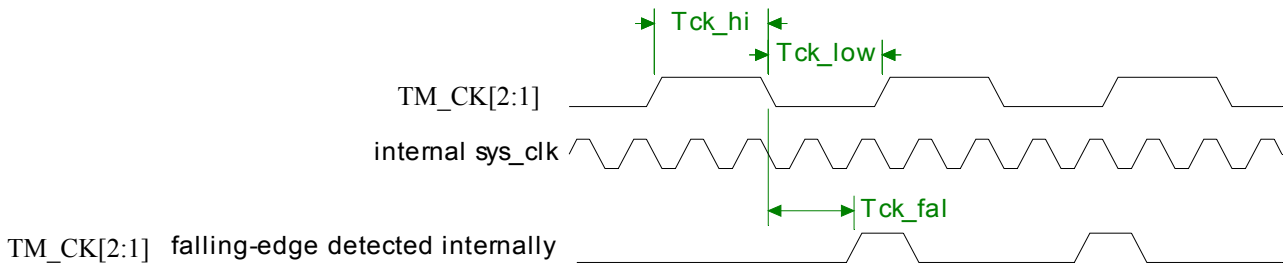 Tck_hi
Tck_low
TM_CK[2:1]
internal sys_clk
Tck_fal
TM_CK[2:1] falling-edge detected internally